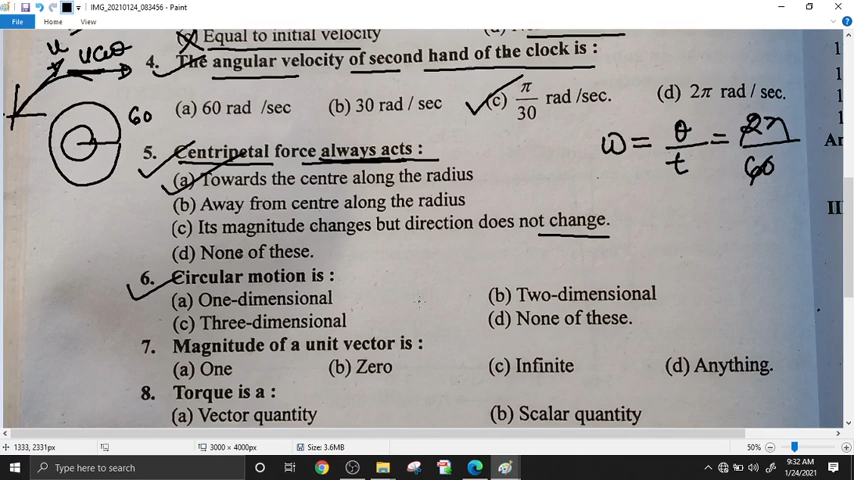 IMG_20210124_083456 - Paint
File Home View
(b) Equal to initial velocity
u
u cosθ
4. The angular velocity of second hand of the clock is :
60
(a) 60 rad /sec (b) 30 rad / sec (c) π/30 rad /sec. (d) 2π rad / sec.
ω = θ/t = 2π/60
5. Centripetal force always acts :
(a) Towards the centre along the radius
(b) Away from centre along the radius
(c) Its magnitude changes but direction does not change.
(d) None of these.
6. Circular motion is :
(a) One-dimensional (b) Two-dimensional
(c) Three-dimensional (d) None of these.
7. Magnitude of a unit vector is :
(a) One (b) Zero (c) Infinite (d) Anything.
8. Torque is a :
(a) Vector quantity (b) Scalar quantity
1333, 2331px 3000 × 4000px Size: 3.6MB 50%
Type here to search
9:32 AM
1/24/2021